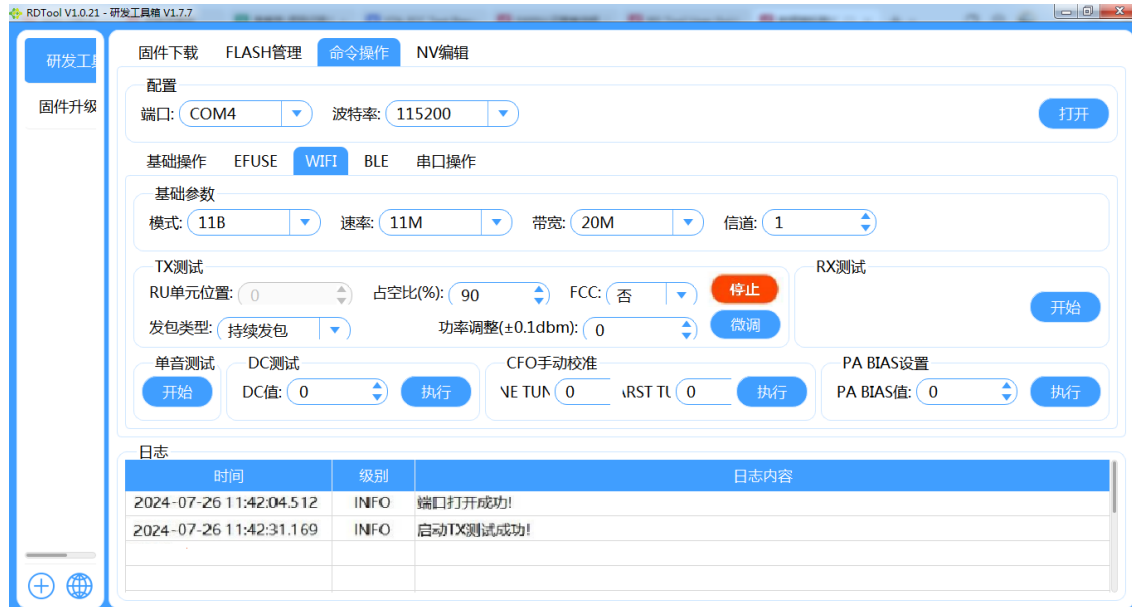 RDTool V1.0.21 - 研发工具箱 V1.7.7
研发工具
固件升级
固件下载 FLASH管理 命令操作 NV编辑
配置
端口: COM4 波特率: 115200 打开
基础操作 EFUSE WIFI BLE 串口操作
基础参数
模式: 11B 速率: 11M 带宽: 20M 信道: 1
TX测试 RX测试
RU单元位置: 0 占空比(%): 90 FCC: 否 停止
开始
发包类型: 持续发包 功率调整(±0.1dbm): 0 微调
单音测试 DC测试 CFO手动校准 PA BIAS设置
开始 DC值: 0 执行 NE TUN 0 ARST TU 0 执行 PA BIAS值: 0 执行
日志
时间 级别 日志内容
2024-07-26 11:42:04.512 INFO 端口打开成功!
2024-07-26 11:42:31.169 INFO 启动TX测试成功!